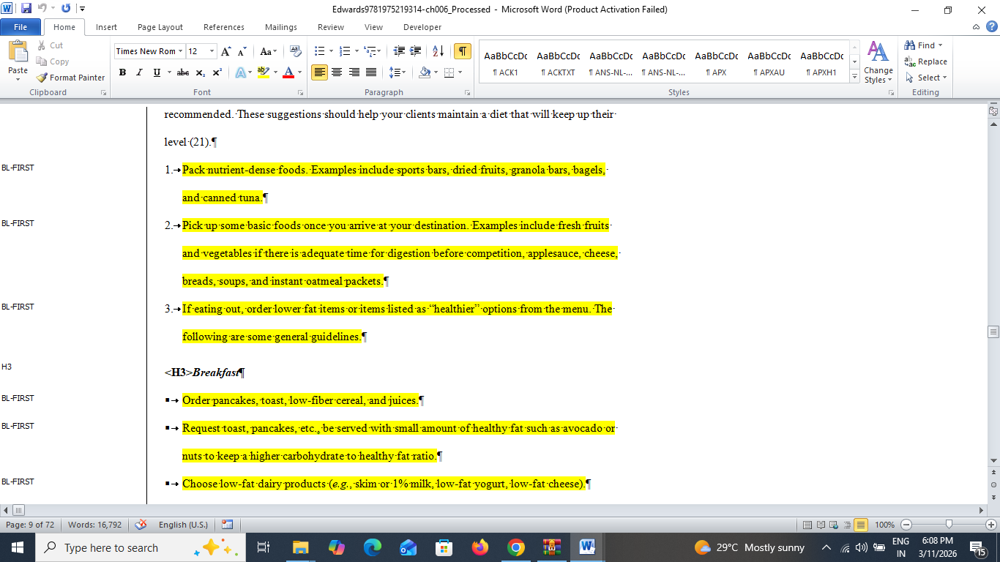 Edwards9781975219314-ch006_Processed - Microsoft Word (Product Activation Failed)
File Home Insert Page Layout References Mailings Review View Developer
Paste
Cut
Copy
Format Painter
Clipboard
Times New Rom 12
Font
Paragraph
AaBbCcDc AaBbCcDc AaBbCcDc AaBbCcDc AaBbCcDc AaBbCcDc AaBbCcDc
¶ ACK1 ¶ ACKTXT ¶ ANS-NL-... ¶ ANS-NL-... ¶ APX ¶ APXAU ¶ APXH1
Change Styles
Styles
Find
Replace
Select
Editing
recommended. These suggestions should help your clients maintain a diet that will keep up their
level (21).¶
BL-FIRST 1. Pack nutrient-dense foods. Examples include sports bars, dried fruits, granola bars, bagels,
and canned tuna.¶
BL-FIRST 2. Pick up some basic foods once you arrive at your destination. Examples include fresh fruits
and vegetables if there is adequate time for digestion before competition, applesauce, cheese,
breads, soups, and instant oatmeal packets.¶
BL-FIRST 3. If eating out, order lower fat items or items listed as “healthier” options from the menu. The
following are some general guidelines.¶
H3 <H3>Breakfast¶
BL-FIRST ▪ Order pancakes, toast, low-fiber cereal, and juices.¶
BL-FIRST ▪ Request toast, pancakes, etc., be served with small amount of healthy fat such as avocado or
nuts to keep a higher carbohydrate to healthy fat ratio.¶
BL-FIRST ▪ Choose low-fat dairy products (e.g., skim or 1% milk, low-fat yogurt, low-fat cheese).¶
Page: 9 of 72 Words: 16,792 English (U.S.) 100%
Type here to search
29°C Mostly sunny
ENG
IN
6:08 PM
3/11/2026
15